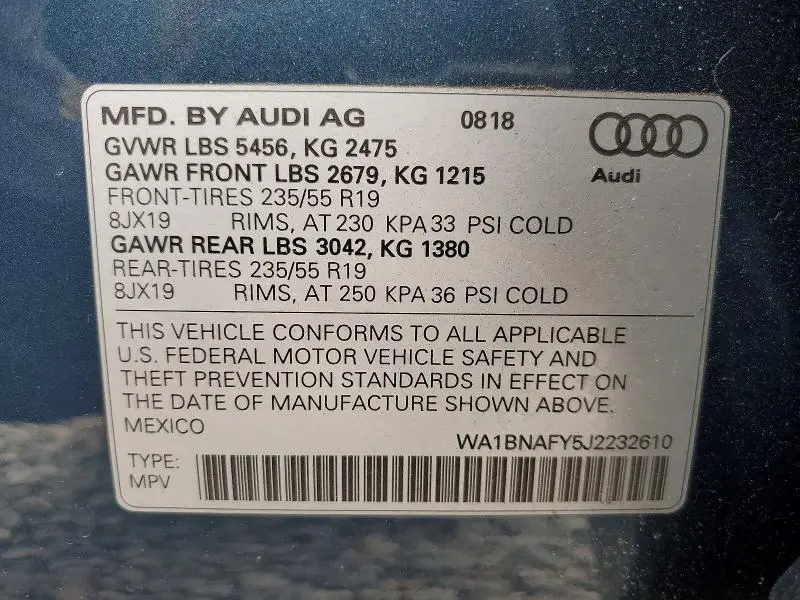 MFD. BY AUDI AG 0818
GVWR LBS 5456, KG 2475
GAWR FRONT LBS 2679, KG 1215
Audi
FRONT-TIRES 235/55 R19
8JX19 RIMS, AT 230 KPA 33 PSI COLD
GAWR REAR LBS 3042, KG 1380
REAR-TIRES 235/55 R19
8JX19 RIMS, AT 250 KPA 36 PSI COLD
THIS VEHICLE CONFORMS TO ALL APPLICABLE
U.S. FEDERAL MOTOR VEHICLE SAFETY AND
THEFT PREVENTION STANDARDS IN EFFECT ON
THE DATE OF MANUFACTURE SHOWN ABOVE.
MEXICO
WA1BNAFY5J2232610
TYPE:
MPV